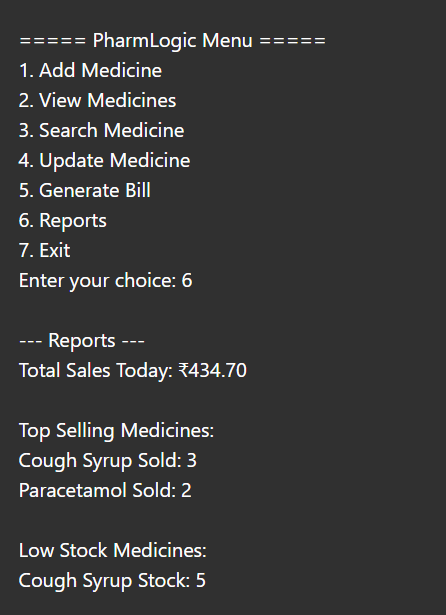 ===== PharmLogic Menu =====
1. Add Medicine
2. View Medicines
3. Search Medicine
4. Update Medicine
5. Generate Bill
6. Reports
7. Exit
Enter your choice: 6
--- Reports ---
Total Sales Today: ₹434.70
Top Selling Medicines:
Cough Syrup Sold: 3
Paracetamol Sold: 2
Low Stock Medicines:
Cough Syrup Stock: 5